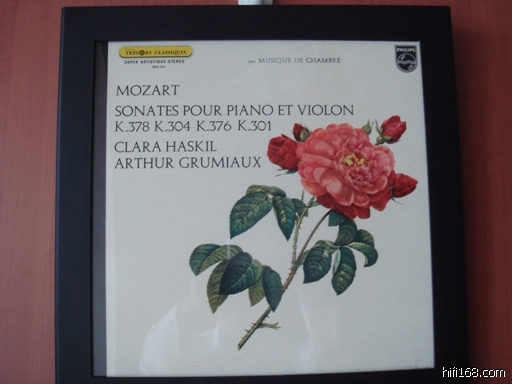 TRÉSORS CLASSIQUES
SUPER ARTISTIQUE-STEREO
MUSIQUE DE CHAMBRE
PHILIPS
MOZART
SONATES POUR PIANO ET VIOLON
K.378 K.304 K.376 K.301
CLARA HASKIL
ARTHUR GRUMIAUX
hifi168.com